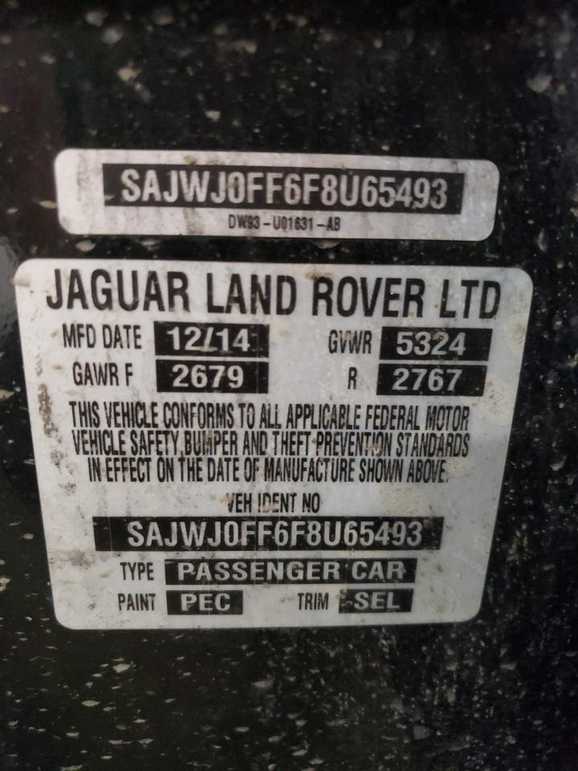 SAJWJ0FF6F8U65493
DW93-U01631-AB
JAGUAR LAND ROVER LTD
MFD DATE 12/14 GVWR 5324
GAWR F 2679 R 2767
THIS VEHICLE CONFORMS TO ALL APPLICABLE FEDERAL MOTOR
VEHICLE SAFETY,BUMPER AND THEFT PREVENTION STANDARDS
IN EFFECT ON THE DATE OF MANUFACTURE SHOWN ABOVE.
VEH IDENT NO
SAJWJ0FF6F8U65493
TYPE PASSENGER CAR
PAINT PEC TRIM SEL